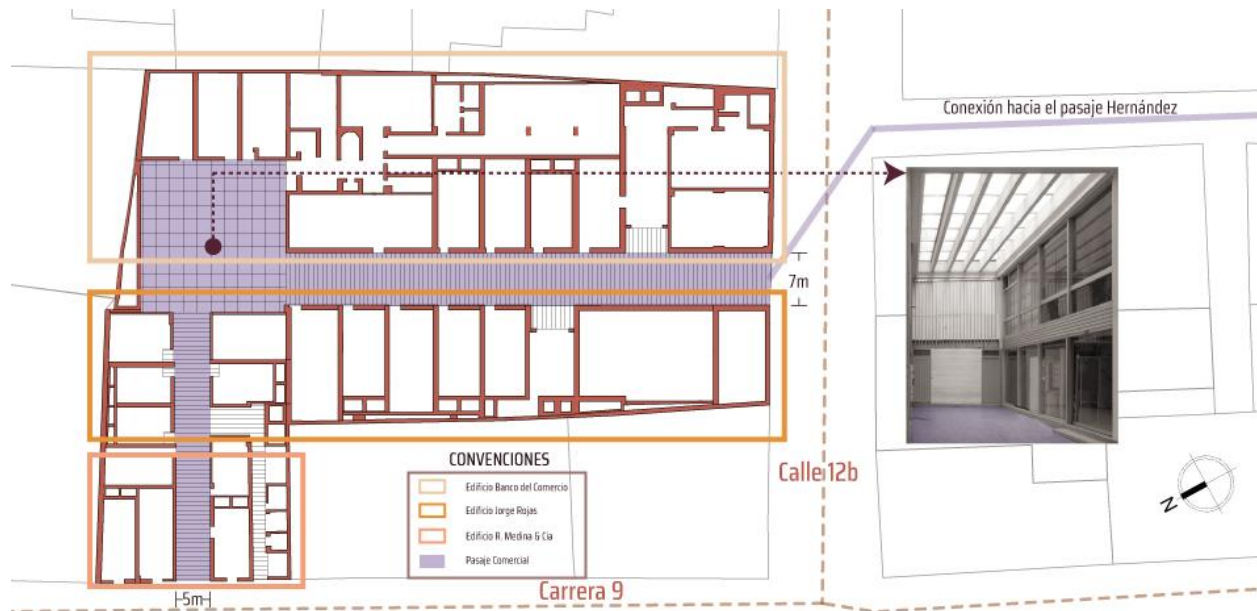 Conexión hacia el pasaje Hernández
7m
CONVENCIONES
Edificio Banco del Comercio
Edificio Jorge Rojas
Edificio R. Medina & Cia
Pasaje Comercial
Calle 12b
N
5m
Carrera 9